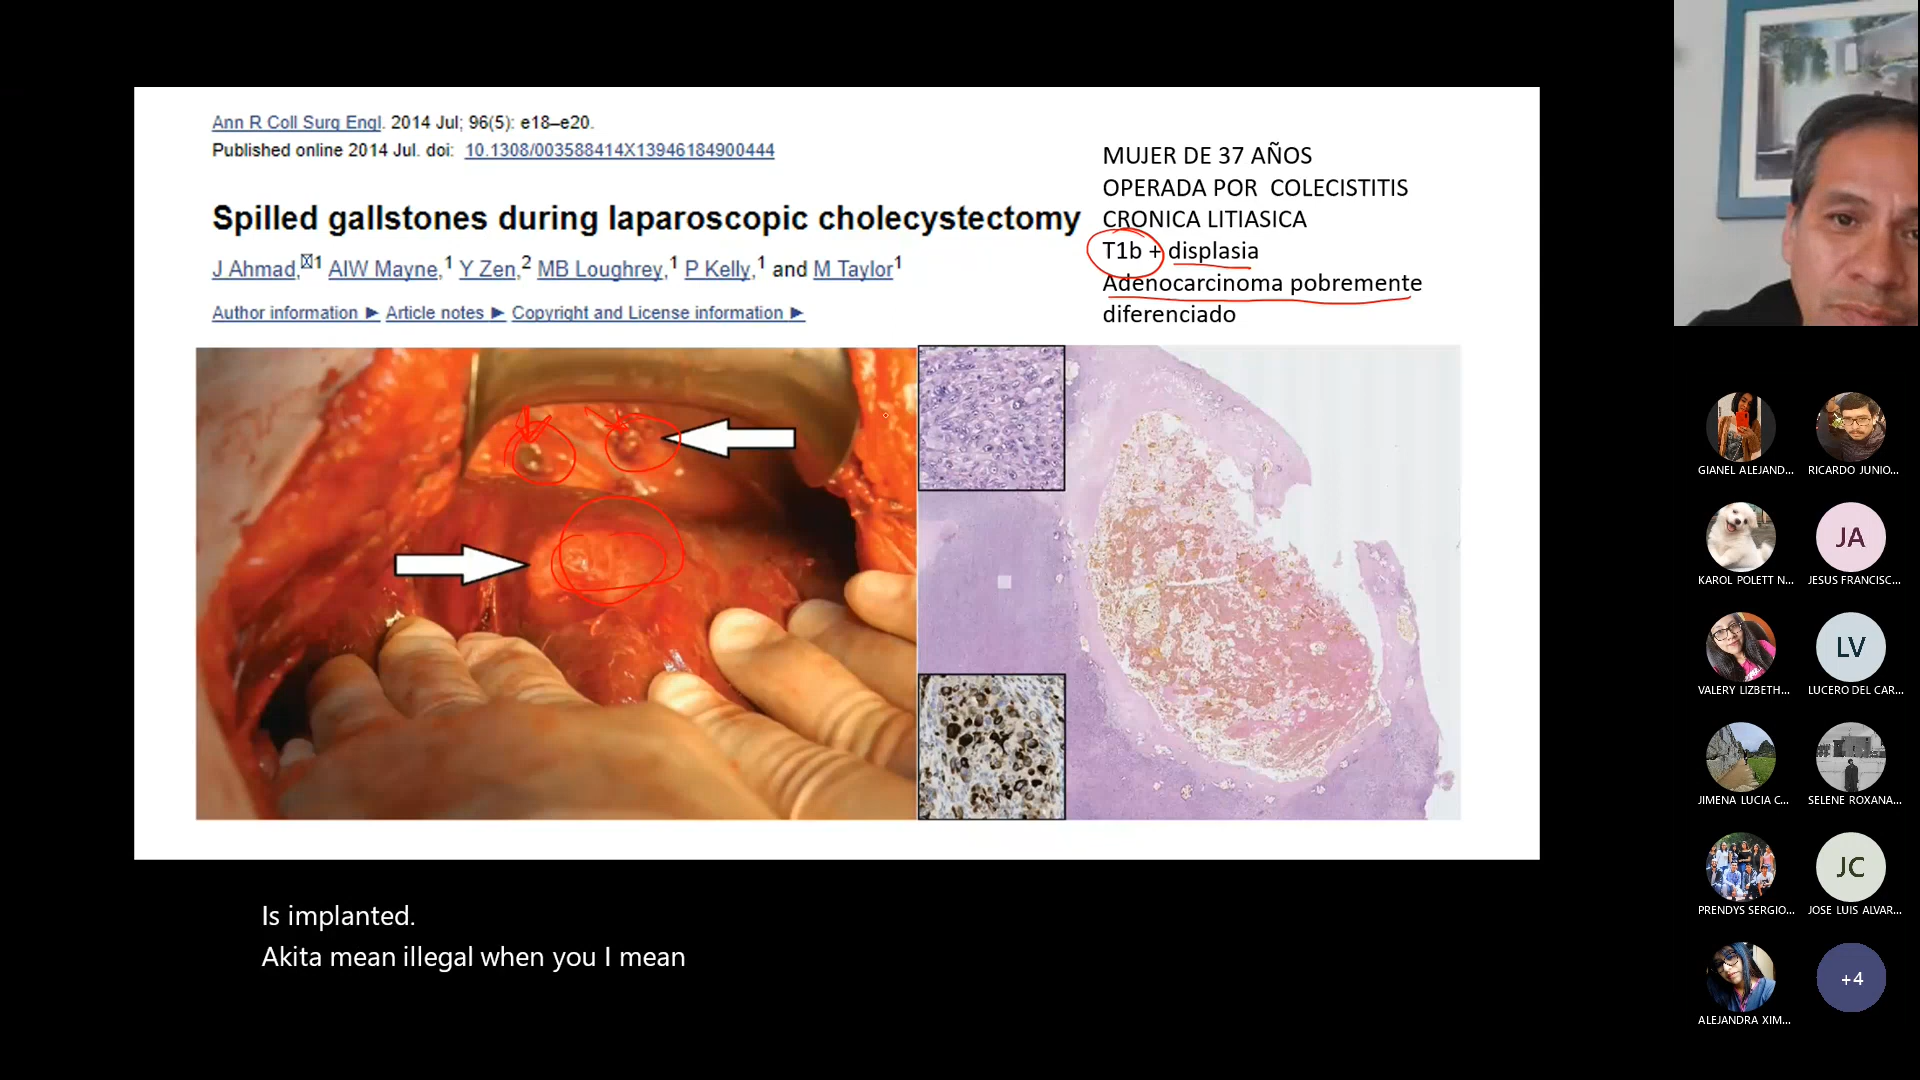 Ann R Coll Surg Engl. 2014 Jul; 96(5): e18–e20.
Published online 2014 Jul. doi: 10.1308/003588414X13946184900444
Spilled gallstones during laparoscopic cholecystectomy
J Ahmad,1 AIW Mayne,1 Y Zen,2 MB Loughrey,1 P Kelly,1 and M Taylor1
Author information ► Article notes ► Copyright and License information ►
MUJER DE 37 AÑOS
OPERADA POR COLECISTITIS
CRONICA LITIASICA
T1b + displasia
Adenocarcinoma pobremente
diferenciado
Is implanted.
Akita mean illegal when you I mean
GIANEL ALEJAND...
RICARDO JUNIO...
KAROL POLETT N...
JA
JESUS FRANCISC...
VALERY LIZBETH...
LV
LUCERO DEL CAR...
JIMENA LUCIA C...
SELENE ROXANA...
PRENDYS SERGIO...
JC
JOSE LUIS ALVAR...
ALEJANDRA XIM...
+4